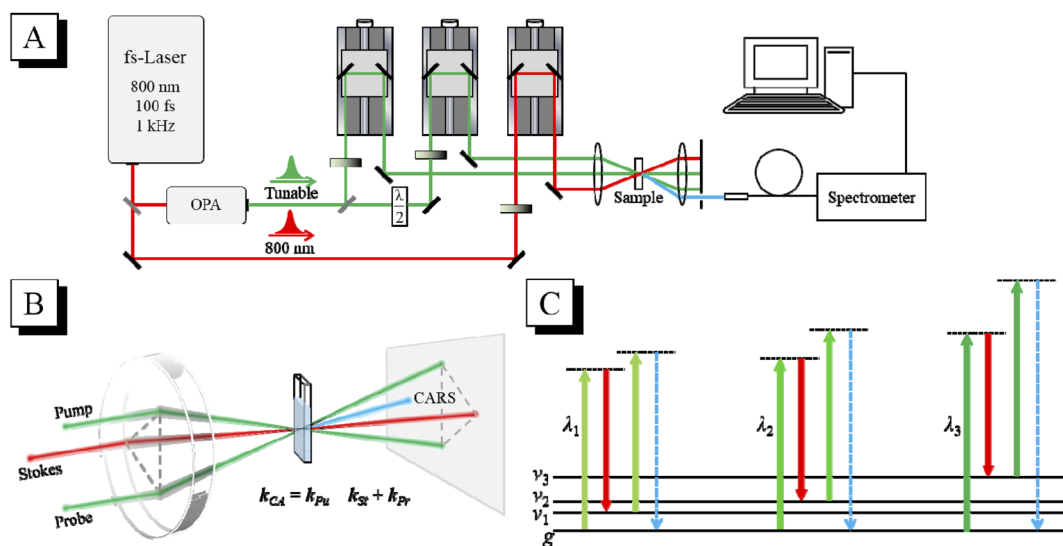 A
fs-Laser
800 nm
100 fs
1 kHz
Tunable
OPA
λ/2
800 nm
Sample
Spectrometer
B
Pump
Stokes
Probe
CARS
k_CA = k_Pu k_St + k_Pr
C
λ1
λ2
λ3
ν3
ν2
ν1
g